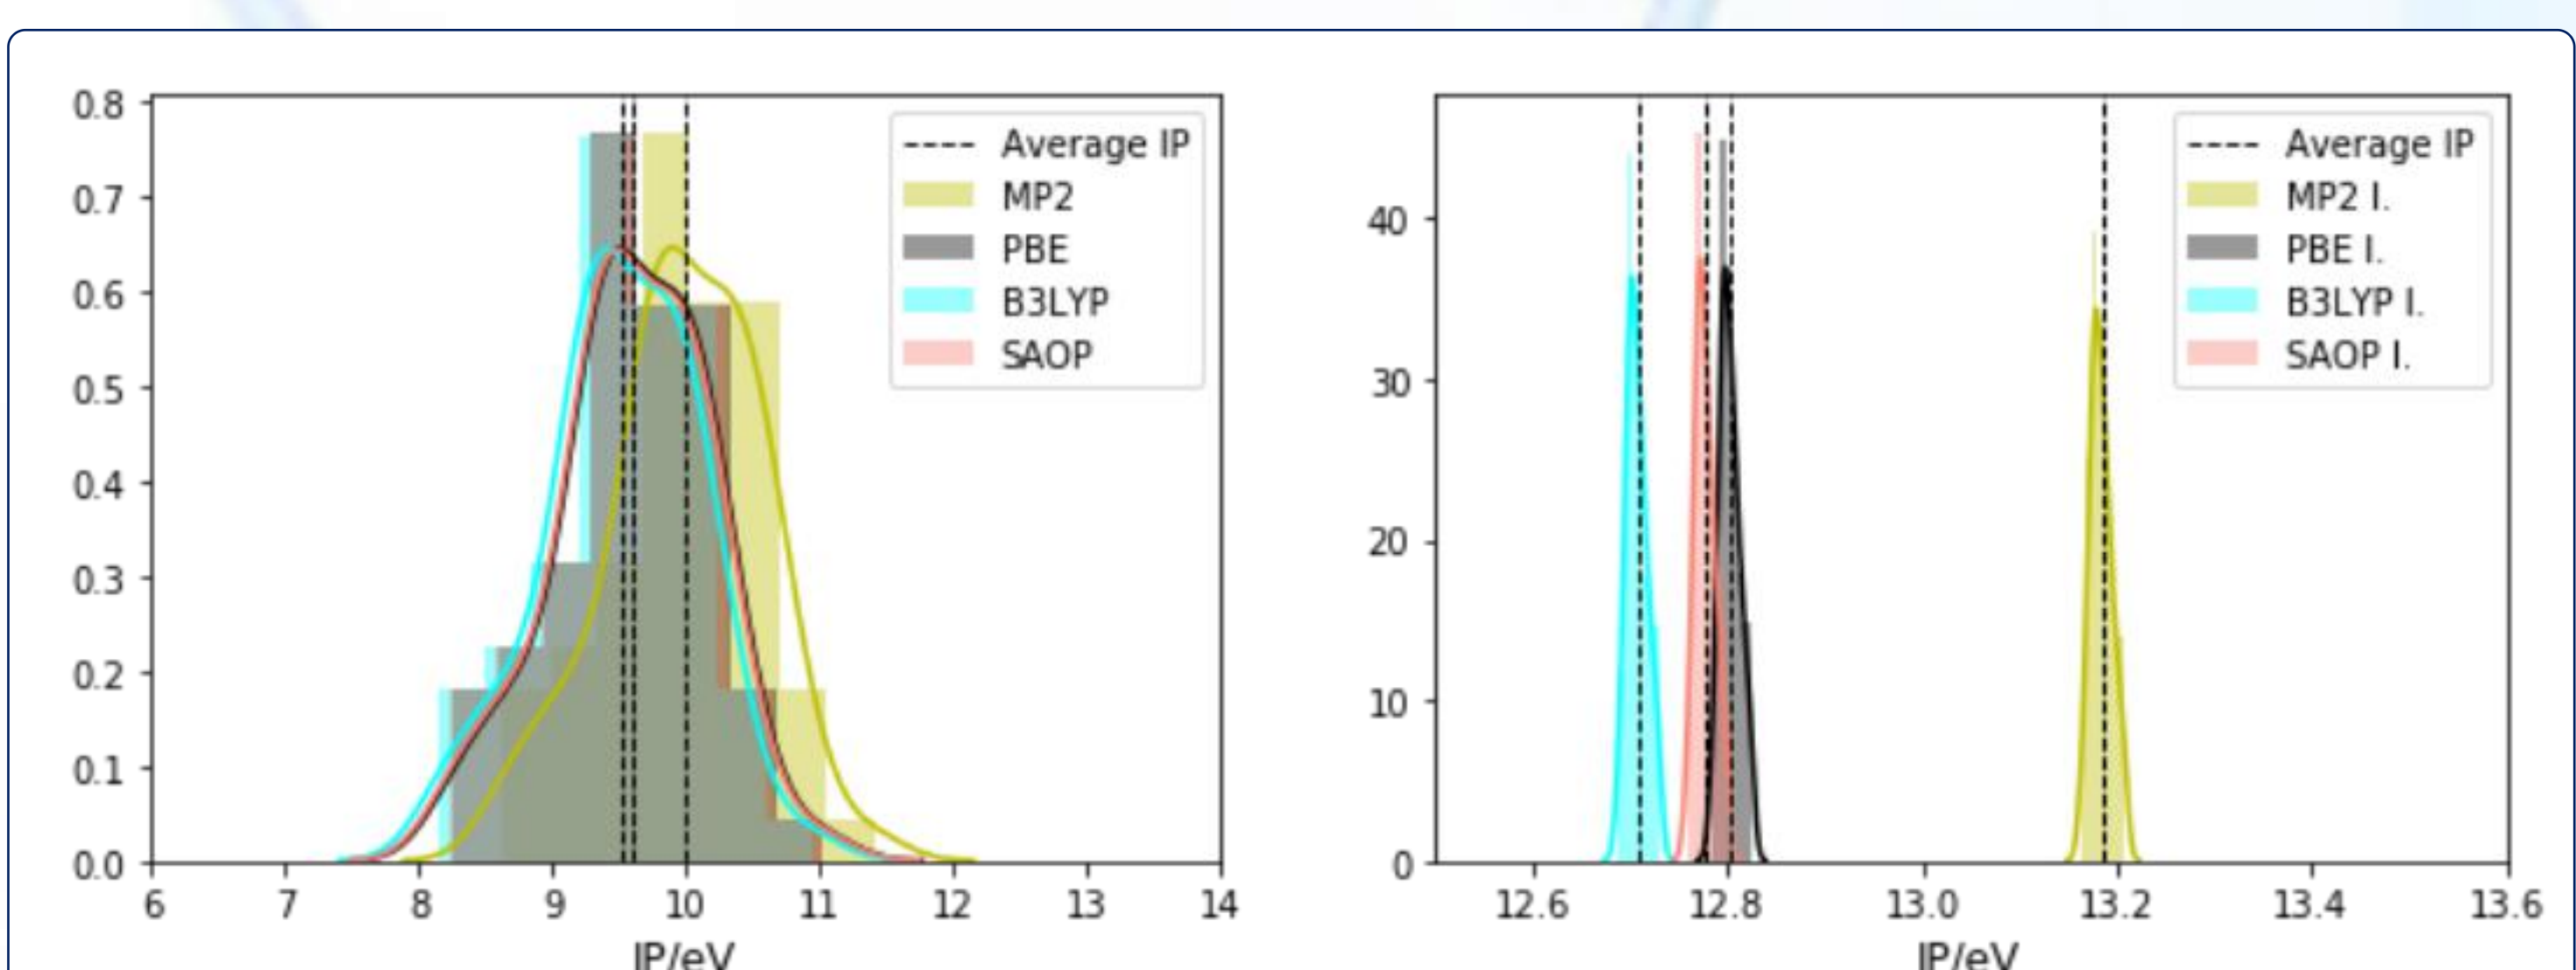 0.8
0.7
0.6
0.5
0.4
0.3
0.2
0.1
0.0
6 7 8 9 10 11 12 13 14
IP/eV
Average IP
MP2
PBE
B3LYP
SAOP
40
30
20
10
0
12.6 12.8 13.0 13.2 13.4 13.6
IP/eV
Average IP
MP2 I.
PBE I.
B3LYP I.
SAOP I.